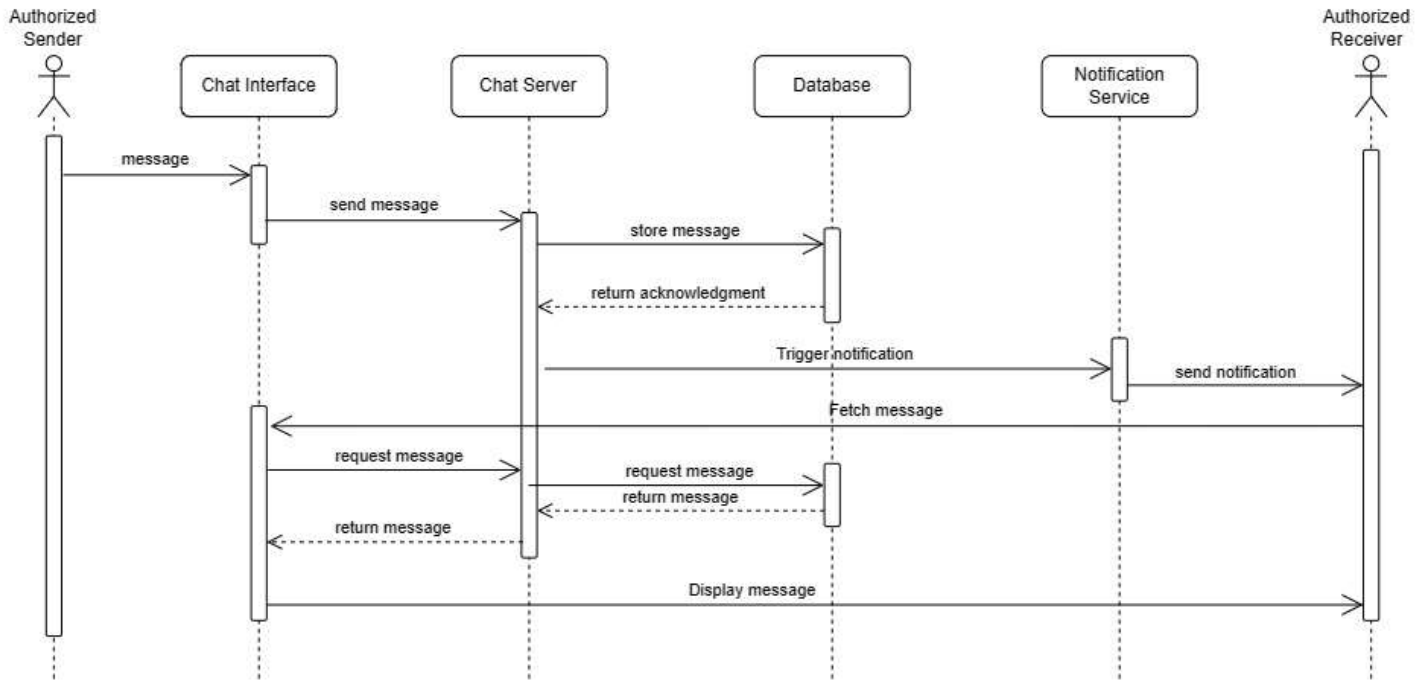 Authorized
Sender
Authorized
Receiver
Chat Interface
Chat Server
Database
Notification
Service
message
send message
store message
return acknowledgment
Trigger notification
send notification
Fetch message
request message
request message
return message
return message
Display message